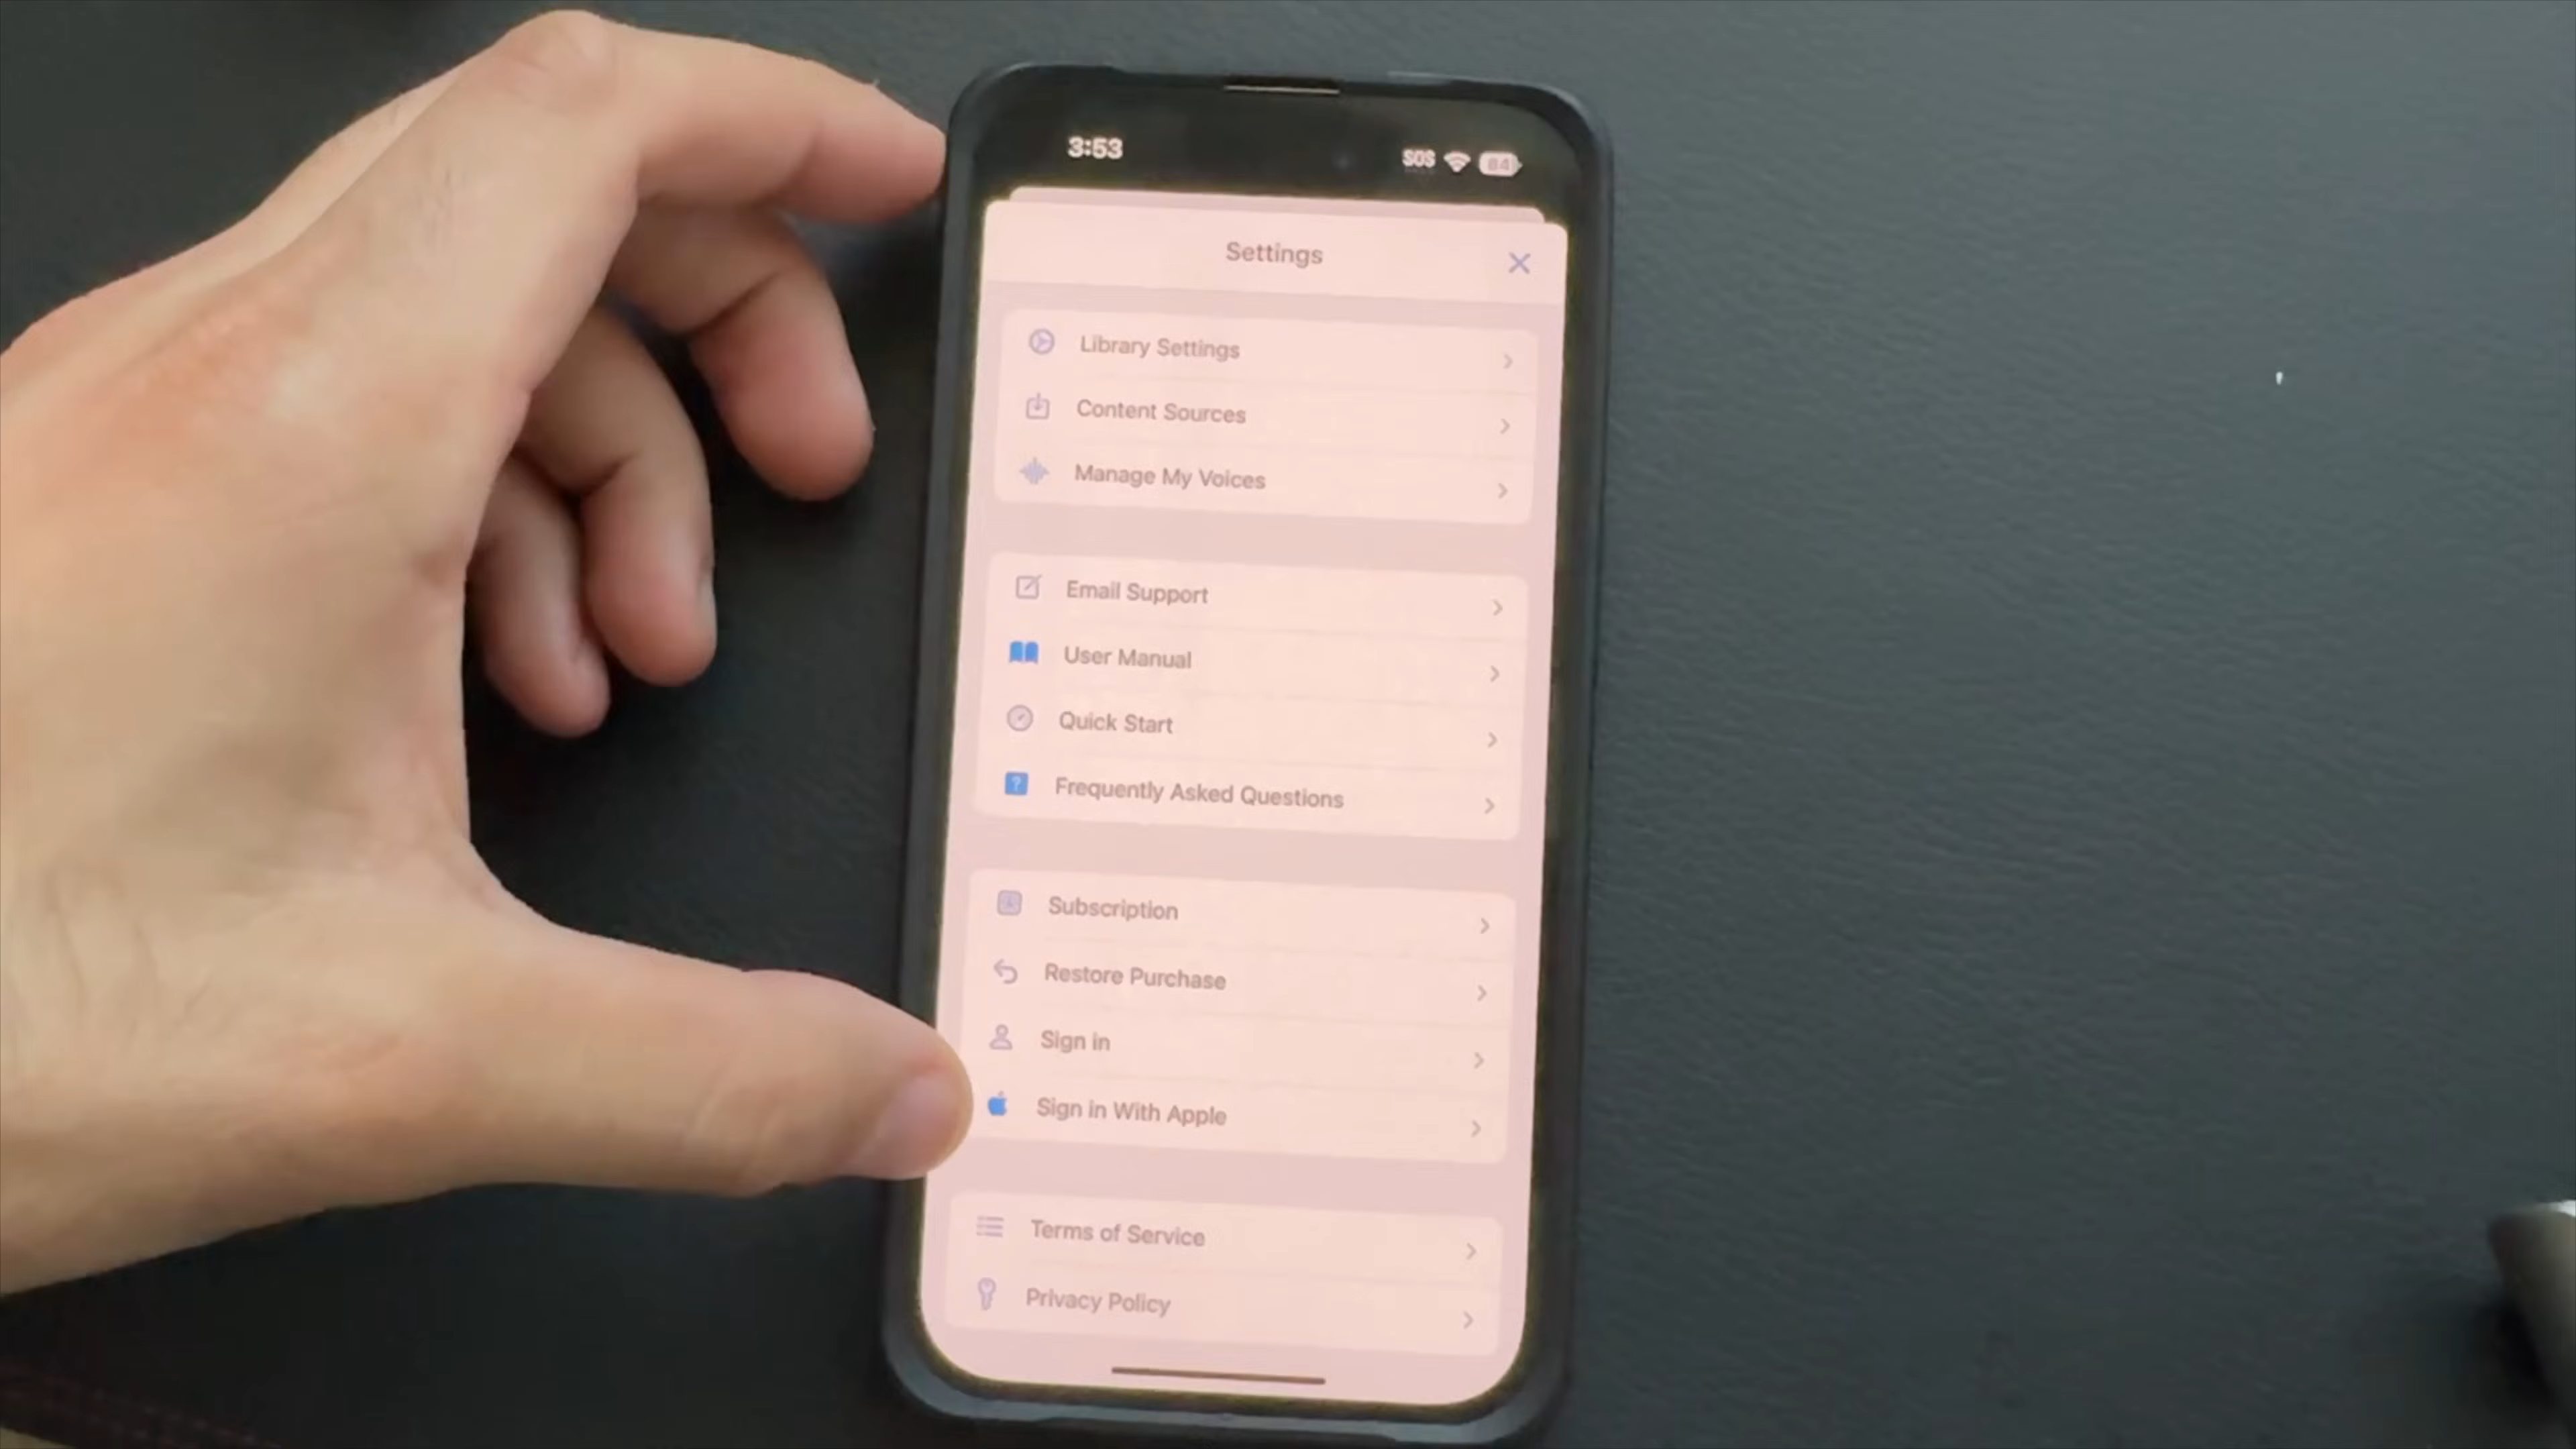 3:53
SOS 84
Settings
Library Settings
Content Sources
Manage My Voices
Email Support
User Manual
Quick Start
Frequently Asked Questions
Subscription
Restore Purchase
Sign in
Sign in With Apple
Terms of Service
Privacy Policy